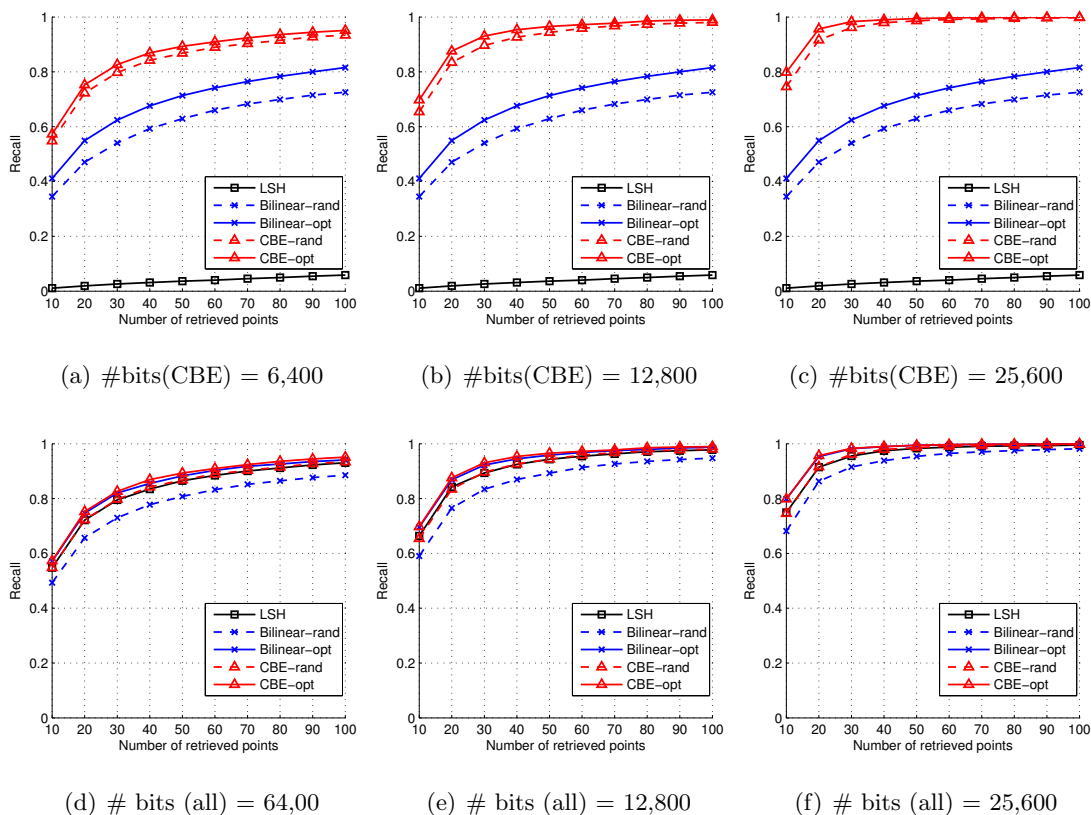 1
0.8
0.6
0.4
0.2
0
Recall
10 20 30 40 50 60 70 80 90 100
Number of retrieved points
LSH
Bilinear−rand
Bilinear−opt
CBE−rand
CBE−opt
(a) #bits(CBE) = 6,400
1
0.8
0.6
0.4
0.2
0
Recall
10 20 30 40 50 60 70 80 90 100
Number of retrieved points
LSH
Bilinear−rand
Bilinear−opt
CBE−rand
CBE−opt
(b) #bits(CBE) = 12,800
1
0.8
0.6
0.4
0.2
0
Recall
10 20 30 40 50 60 70 80 90 100
Number of retrieved points
LSH
Bilinear−rand
Bilinear−opt
CBE−rand
CBE−opt
(c) #bits(CBE) = 25,600
1
0.8
0.6
0.4
0.2
0
Recall
10 20 30 40 50 60 70 80 90 100
Number of retrieved points
LSH
Bilinear−rand
Bilinear−opt
CBE−rand
CBE−opt
(d) # bits (all) = 64,00
1
0.8
0.6
0.4
0.2
0
Recall
10 20 30 40 50 60 70 80 90 100
Number of retrieved points
LSH
Bilinear−rand
Bilinear−opt
CBE−rand
CBE−opt
(e) # bits (all) = 12,800
1
0.8
0.6
0.4
0.2
0
Recall
10 20 30 40 50 60 70 80 90 100
Number of retrieved points
LSH
Bilinear−rand
Bilinear−opt
CBE−rand
CBE−opt
(f) # bits (all) = 25,600